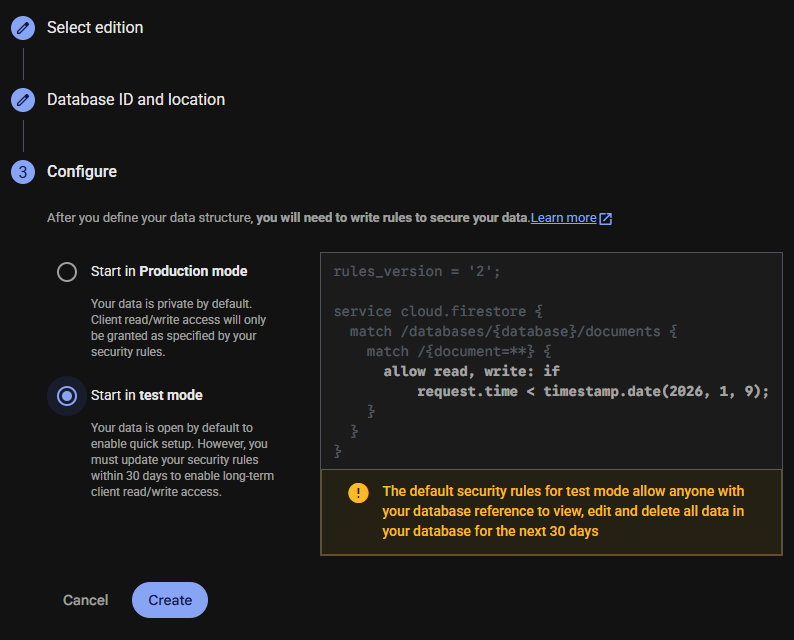 Select edition
Database ID and location
3 Configure
After you define your data structure, you will need to write rules to secure your data. Learn more
Start in Production mode
Your data is private by default.
Client read/write access will only
be granted as specified by your
security rules.
Start in test mode
Your data is open by default to
enable quick setup. However, you
must update your security rules
within 30 days to enable long-term
client read/write access.
rules_version = '2';
service cloud.firestore {
match /databases/{database}/documents {
match /{document=**} {
allow read, write: if
request.time < timestamp.date(2026, 1, 9);
}
}
}
! The default security rules for test mode allow anyone with
your database reference to view, edit and delete all data in
your database for the next 30 days
Cancel
Create